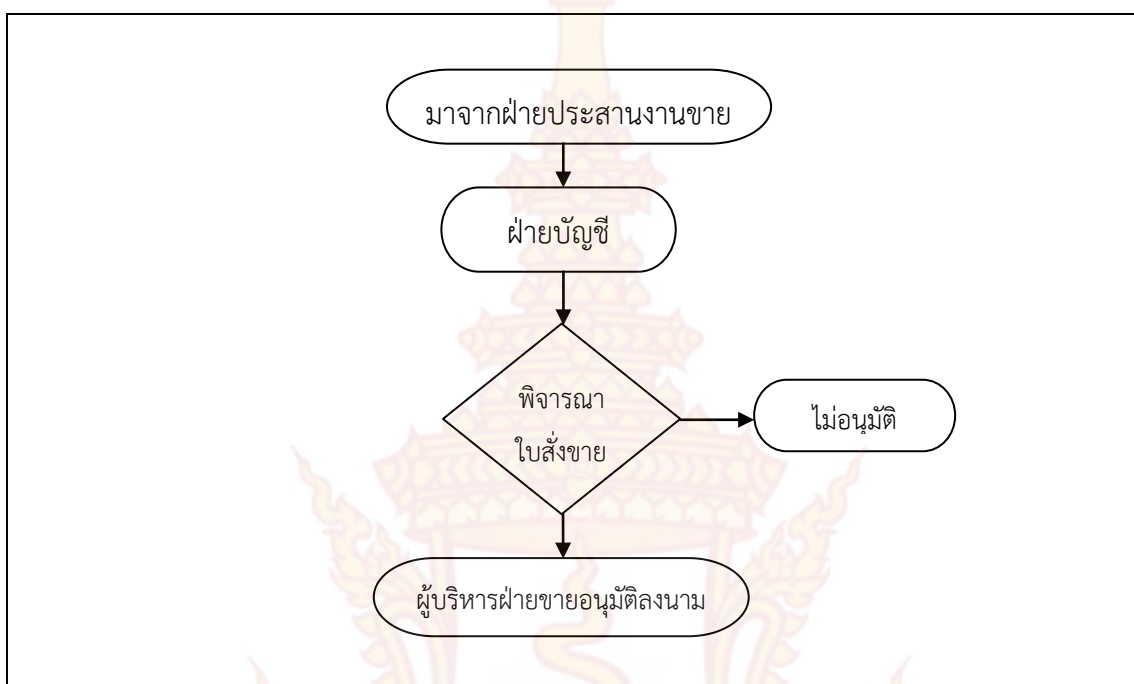 มาจากฝ่ายประสานงานขาย
ฝ่ายบัญชี
พิจารณา
ใบสั่งขาย
ไม่อนุมัติ
ผู้บริหารฝ่ายขายอนุมัติลงนาม